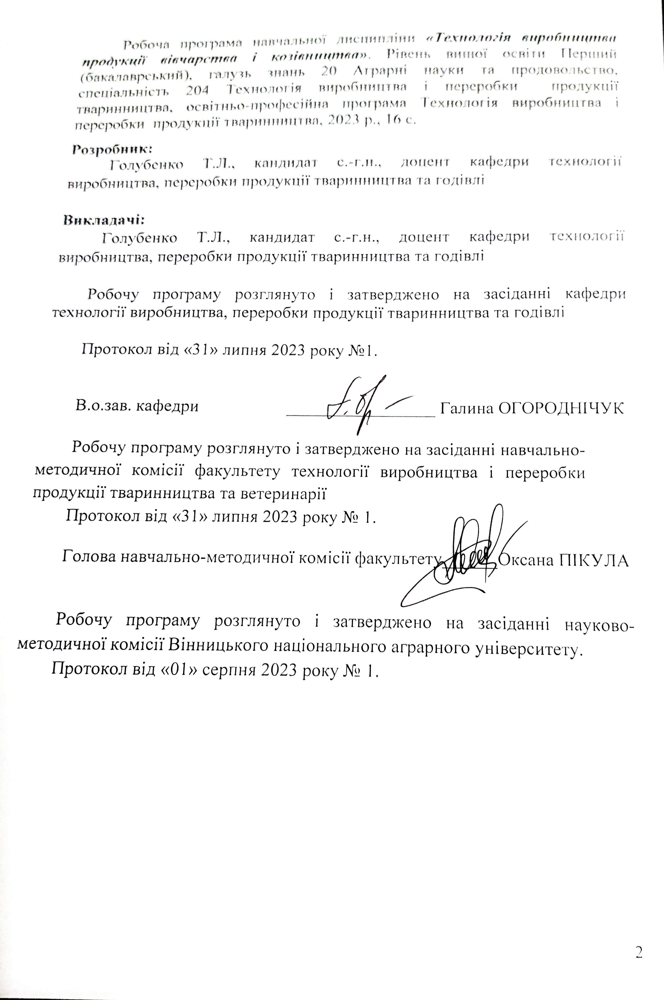 Робоча програма навчальної дисципліни «Технологія виробництва
продукції вівчарства і козівництва». Рівень вищої освіти Перший
(бакалаврський), галузь знань 20 Аграрні науки та продовольство,
спеціальність 204 Технологія виробництва і переробки продукції
тваринництва, освітньо-професійна програма Технологія виробництва і
переробки продукції тваринництва, 2023 р., 16 с.
Розробник:
Голубенко Т.Л., кандидат с.-г.н., доцент кафедри технології
виробництва, переробки продукції тваринництва та годівлі
Викладачі:
Голубенко Т.Л., кандидат с.-г.н., доцент кафедри технології
виробництва, переробки продукції тваринництва та годівлі
Робочу програму розглянуто і затверджено на засіданні кафедри
технології виробництва, переробки продукції тваринництва та годівлі
Протокол від «31» липня 2023 року №1.
В.о.зав. кафедри Галина ОГОРОДНІЧУК
Робочу програму розглянуто і затверджено на засіданні навчально-
методичної комісії факультету технології виробництва і переробки
продукції тваринництва та ветеринарії
Протокол від «31» липня 2023 року № 1.
Голова навчально-методичної комісії факультету Оксана ПІКУЛА
Робочу програму розглянуто і затверджено на засіданні науково-
методичної комісії Вінницького національного аграрного університету.
Протокол від «01» серпня 2023 року № 1.
2